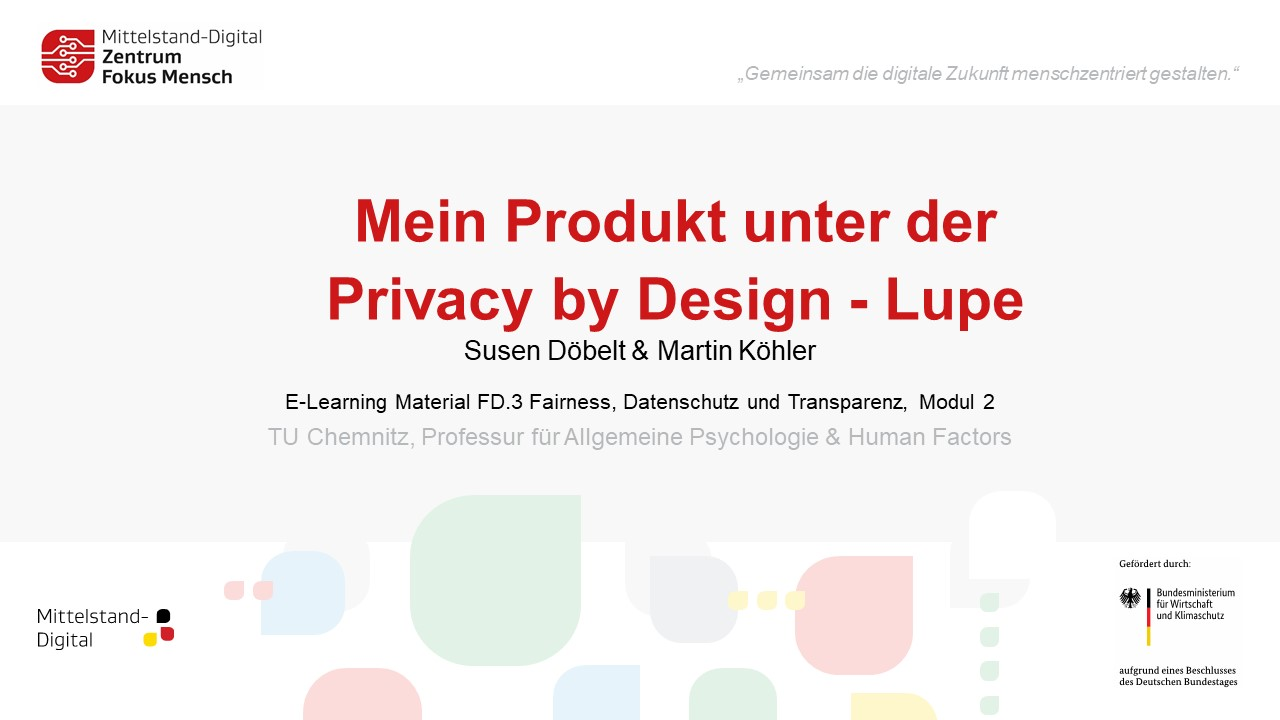 Mittelstand-Digital
Zentrum
Fokus Mensch
„Gemeinsam die digitale Zukunft menschzentriert gestalten.“
Mein Produkt unter der
Privacy by Design - Lupe
Susen Döbelt & Martin Köhler
E-Learning Material FD.3 Fairness, Datenschutz und Transparenz, Modul 2
TU Chemnitz, Professur für Allgemeine Psychologie & Human Factors
Mittelstand-
Digital
Gefördert durch:
Bundesministerium
für Wirtschaft
und Klimaschutz
aufgrund eines Beschlusses
des Deutschen Bundestages